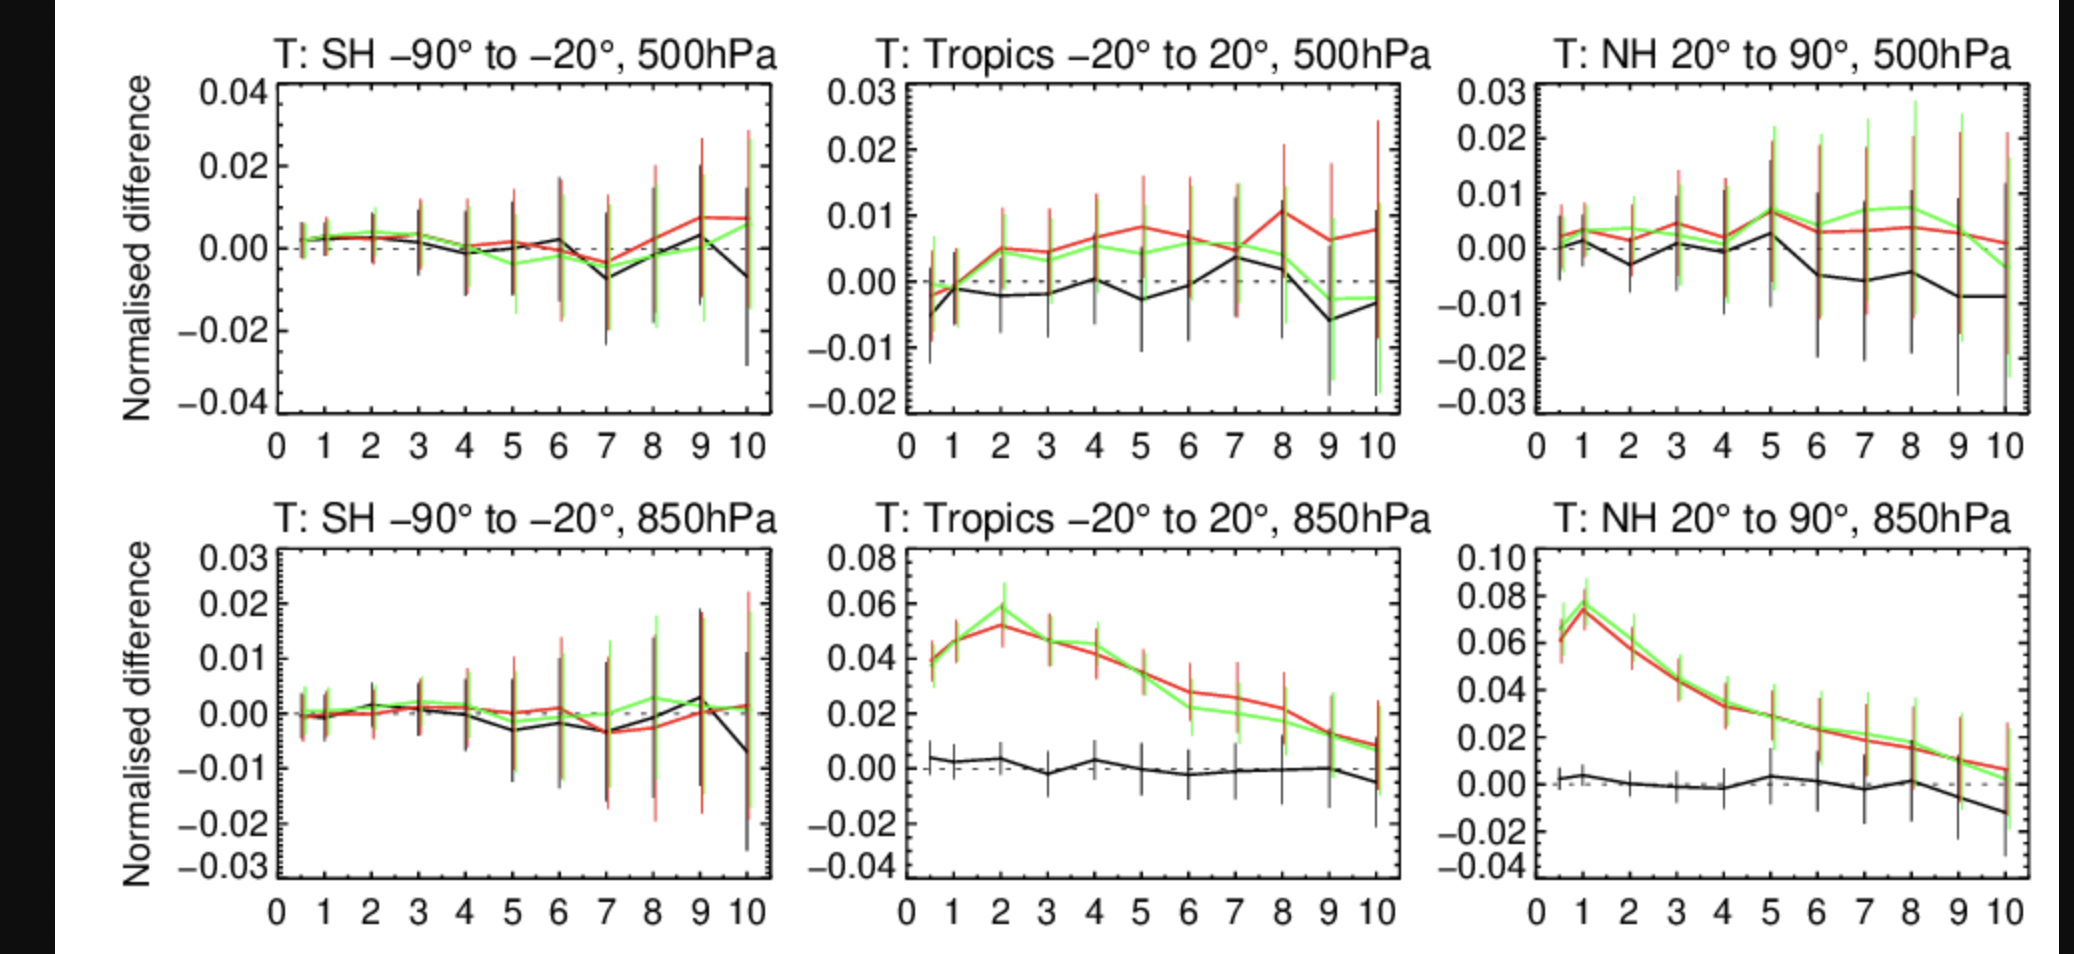 T: SH −90° to −20°, 500hPa
Normalised difference
0.04
0.02
0.00
−0.02
−0.04
0 1 2 3 4 5 6 7 8 9 10
T: Tropics −20° to 20°, 500hPa
0.03
0.02
0.01
0.00
−0.01
−0.02
0 1 2 3 4 5 6 7 8 9 10
T: NH 20° to 90°, 500hPa
0.03
0.02
0.01
0.00
−0.01
−0.02
−0.03
0 1 2 3 4 5 6 7 8 9 10
T: SH −90° to −20°, 850hPa
Normalised difference
0.03
0.02
0.01
0.00
−0.01
−0.02
−0.03
0 1 2 3 4 5 6 7 8 9 10
T: Tropics −20° to 20°, 850hPa
0.08
0.06
0.04
0.02
0.00
−0.02
−0.04
0 1 2 3 4 5 6 7 8 9 10
T: NH 20° to 90°, 850hPa
0.10
0.08
0.06
0.04
0.02
0.00
−0.02
−0.04
0 1 2 3 4 5 6 7 8 9 10